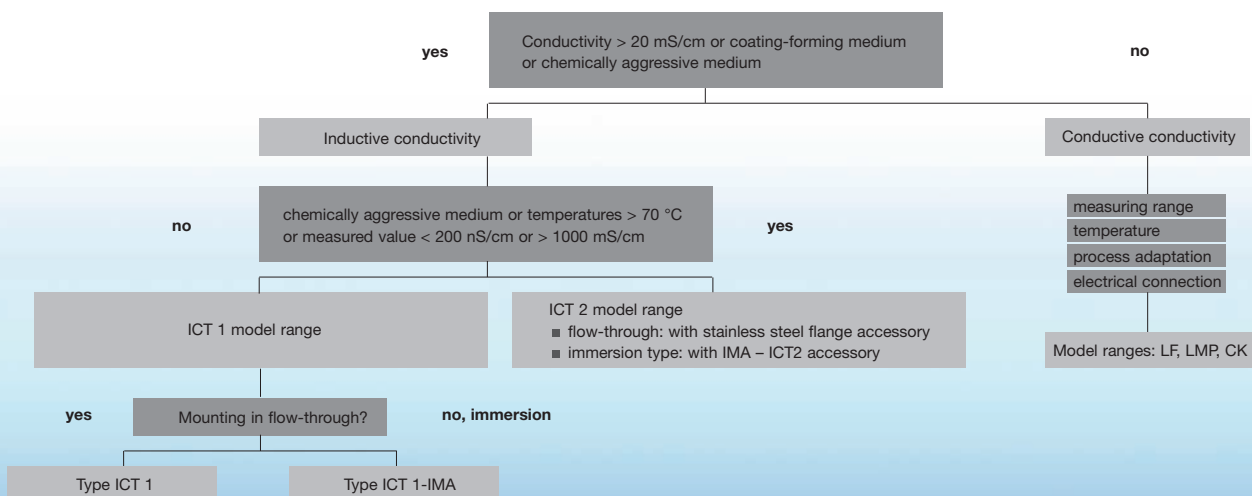 Conductivity > 20 mS/cm or coating-forming medium
or chemically aggressive medium
yes
no
Inductive conductivity
Conductive conductivity
chemically aggressive medium or temperatures > 70 °C
or measured value < 200 nS/cm or > 1000 mS/cm
no
yes
measuring range
temperature
process adaptation
electrical connection
ICT 1 model range
ICT 2 model range
■ flow-through: with stainless steel flange accessory
■ immersion type: with IMA – ICT2 accessory
Model ranges: LF, LMP, CK
yes
Mounting in flow-through?
no, immersion
Type ICT 1
Type ICT 1-IMA